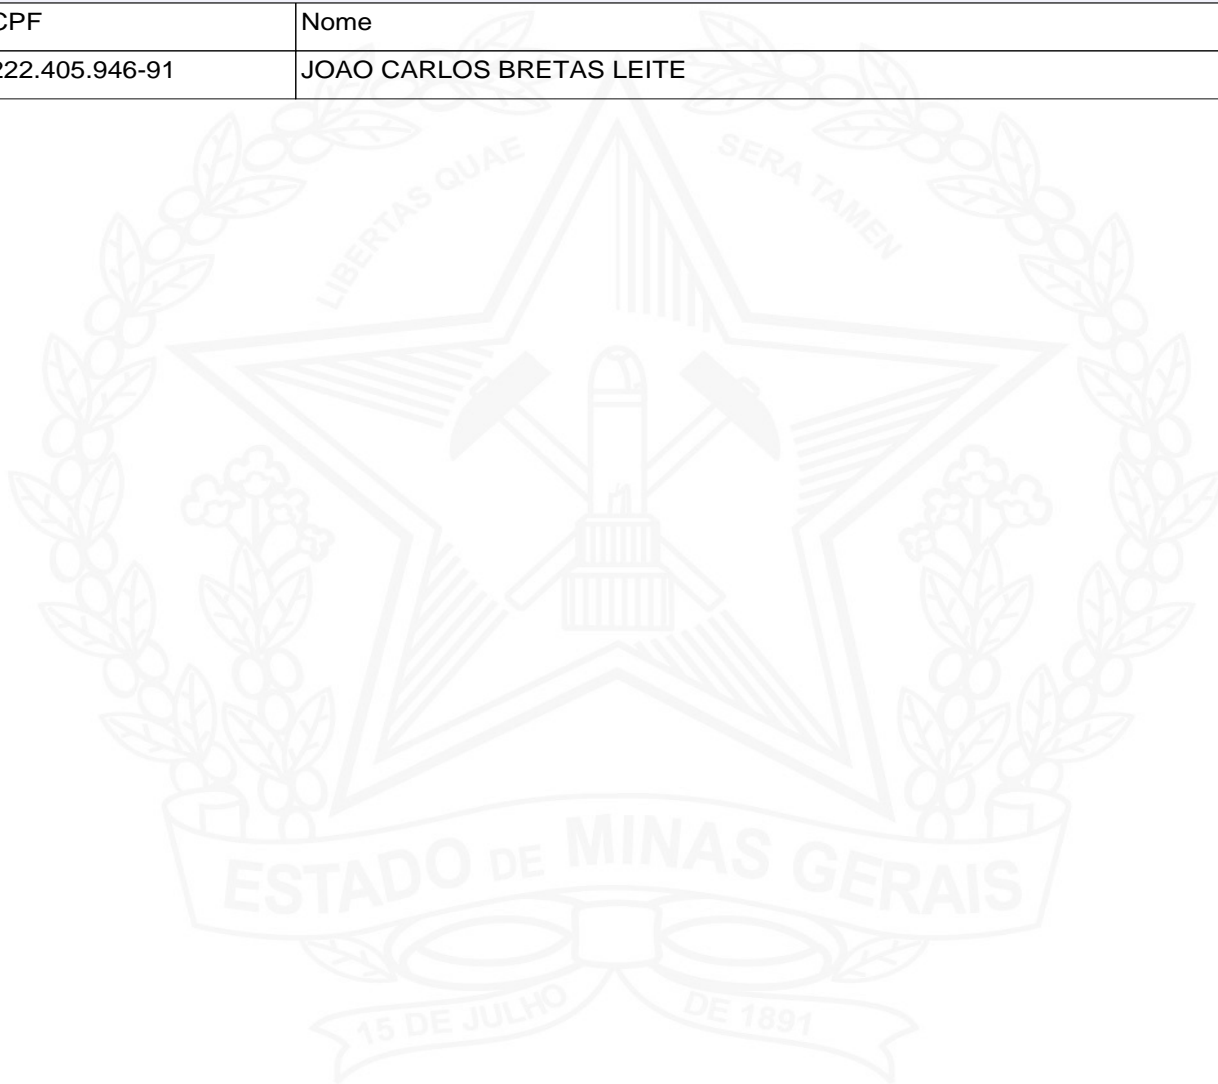 CPF Nome
222.405.946-91 JOAO CARLOS BRETAS LEITE
LIBERTAS QUAE SERA TAMEN
ESTADO DE MINAS GERAIS
15 DE JULHO DE 1891